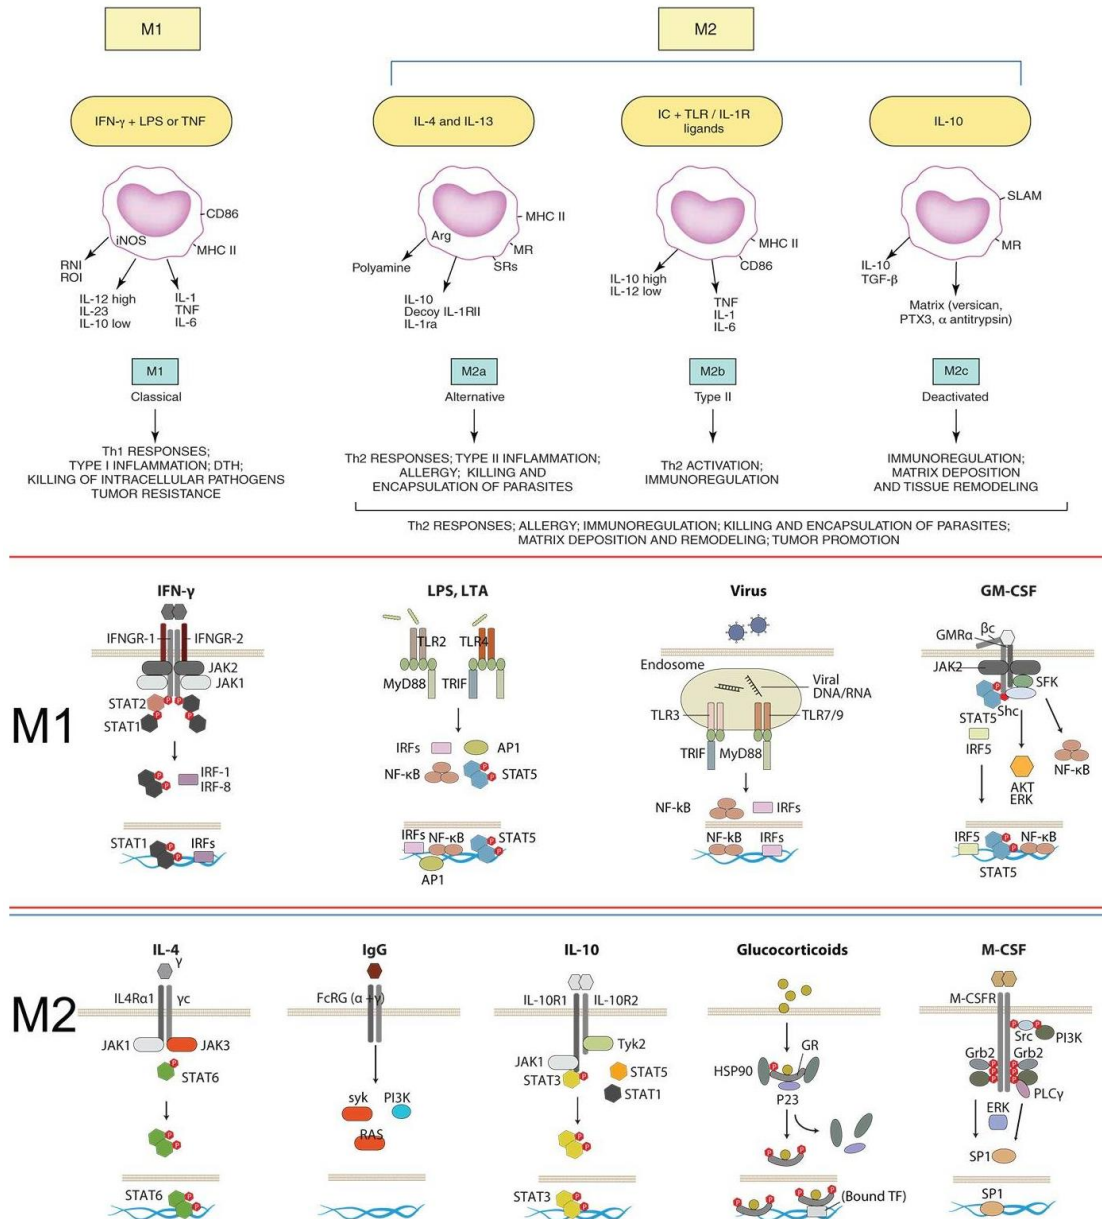 M1
M2
IFN-γ + LPS or TNF
IL-4 and IL-13
IC + TLR / IL-1R
ligands
IL-10
CD86
iNOS
MHC II
RNI
ROI
IL-12 high
IL-23
IL-10 low
IL-1
TNF
IL-6
MHC II
Arg
MR
SRs
Polyamine
IL-10
Decoy IL-1RII
IL-1ra
MHC II
CD86
IL-10 high
IL-12 low
TNF
IL-1
IL-6
SLAM
MR
IL-10
TGF-β
Matrix (versican,
PTX3, α antitrypsin)
M1
M2a
M2b
M2c
Classical
Alternative
Type II
Deactivated
Th1 RESPONSES;
TYPE I INFLAMMATION; DTH;
KILLING OF INTRACELLULAR PATHOGENS
TUMOR RESISTANCE
Th2 RESPONSES; TYPE II INFLAMMATION;
ALLERGY; KILLING AND
ENCAPSULATION OF PARASITES
Th2 ACTIVATION;
IMMUNOREGULATION
IMMUNOREGULATION;
MATRIX DEPOSITION
AND TISSUE REMODELING
Th2 RESPONSES; ALLERGY; IMMUNOREGULATION; KILLING AND ENCAPSULATION OF PARASITES;
MATRIX DEPOSITION AND REMODELING; TUMOR PROMOTION
M1
IFN-γ
IFNGR-1
IFNGR-2
JAK2
JAK1
STAT2
P
P
P
P
STAT1
P
P
IRF-1
IRF-8
STAT1
P
P
IRFs
LPS, LTA
TLR2
TLR4
MyD88
TRIF
IRFs
AP1
NF-κB
P
P
STAT5
IRFs
NF-κB
P
P
STAT5
AP1
Virus
Endosome
Viral
DNA/RNA
TLR3
TLR7/9
TRIF
MyD88
NF-kB
IRFs
NF-kB
IRFs
GM-CSF
GMRα
βc
JAK2
SFK
P
P
Shc
STAT5
IRF5
NF-κB
AKT
ERK
IRF5
P
P
NF-κB
STAT5
M2
IL-4
γ
IL4Rα1
γc
JAK1
JAK3
P
STAT6
P
P
STAT6
P
P
IgG
FcRG (α +γ)
syk
PI3K
RAS
IL-10
IL-10R1
IL-10R2
Tyk2
JAK1
STAT3
P
STAT5
STAT1
P
P
STAT3
P
P
Glucocorticoids
GR
HSP90
P
P23
P
P
P
P
P
P
(Bound TF)
M-CSF
M-CSFR
P
P
Src
PI3K
Grb2
Grb2
P
P
P
P
P
P
PLCγ
ERK
SP1
SP1